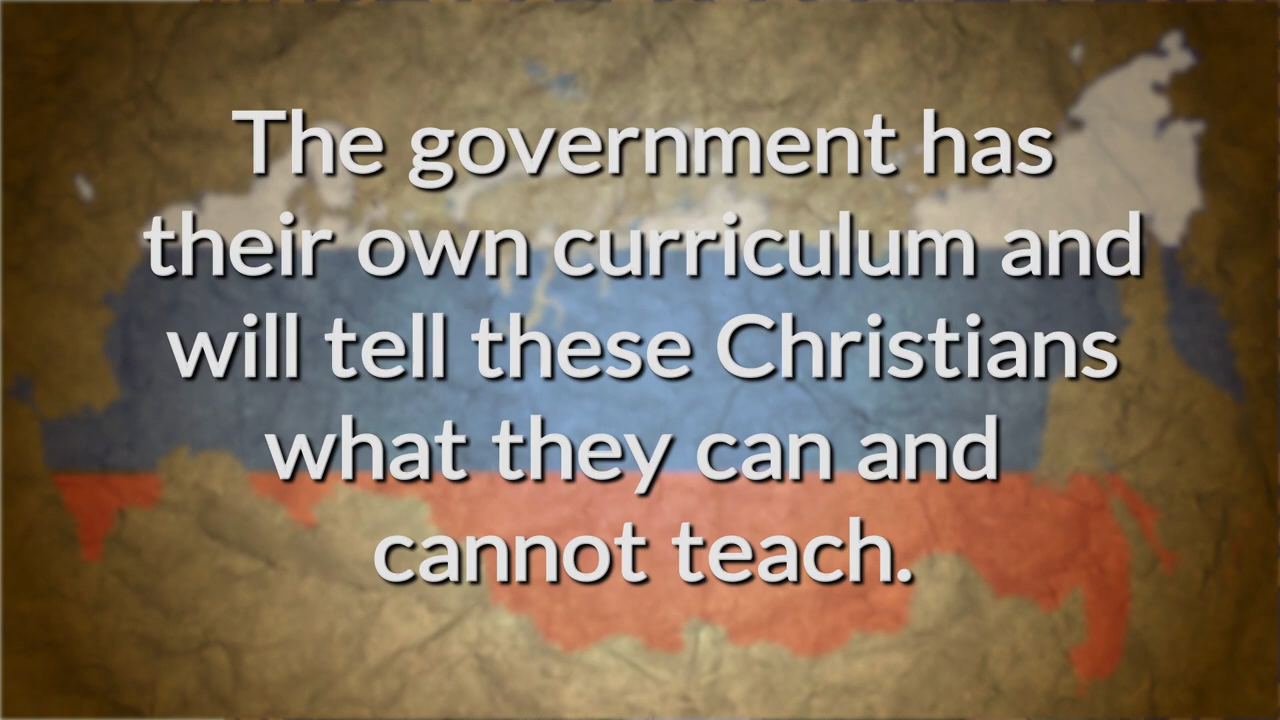 The government has
their own curriculum and
will tell these Christians
what they can and
cannot teach.